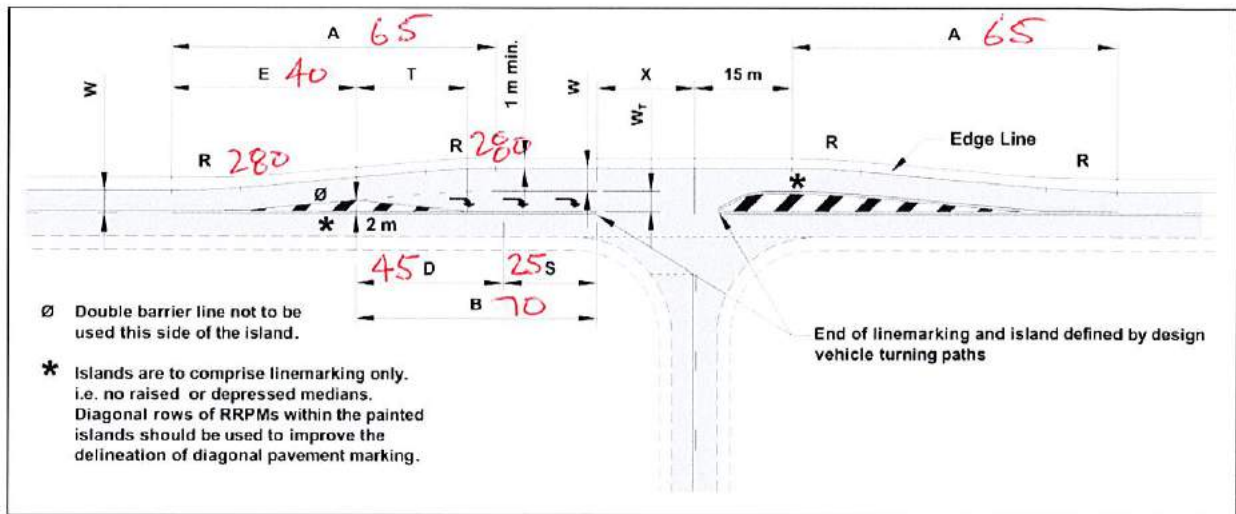 A 65
A 65
E 40
T
1 m min.
W
W
X
15 m
W_T
R 280
R 280
R
Edge Line
R
Ø
*
*
2 m
45 D
25 S
B 70
Ø Double barrier line not to be
used this side of the island.
* Islands are to comprise linemarking only.
i.e. no raised or depressed medians.
Diagonal rows of RRPMs within the painted
islands should be used to improve the
delineation of diagonal pavement marking.
End of linemarking and island defined by design
vehicle turning paths